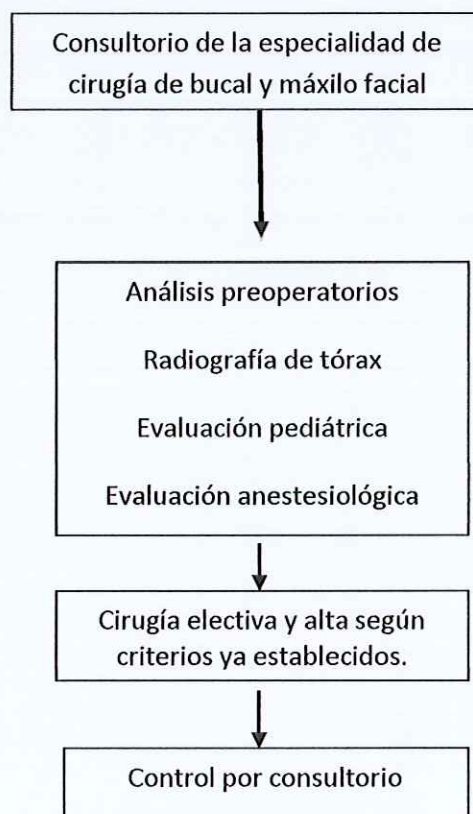 Consultorio de la especialidad de
cirugía de bucal y máxilo facial
Análisis preoperatorios
Radiografía de tórax
Evaluación pediátrica
Evaluación anestesiológica
Cirugía electiva y alta según
criterios ya establecidos.
Control por consultorio